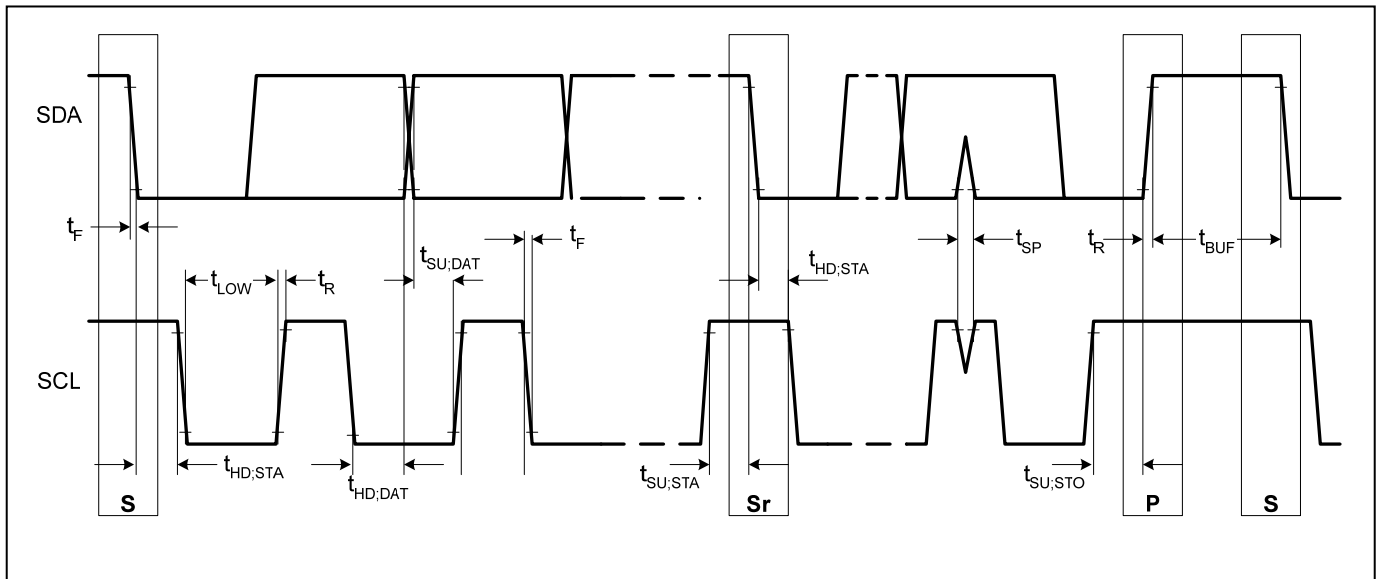 SDA
t_F
t_SU;DAT
t_F
t_HD;STA
t_SP
t_R
t_BUF
t_LOW
t_R
SCL
t_HD;STA
t_HD;DAT
t_SU;STA
t_SU;STO
S
Sr
P
S